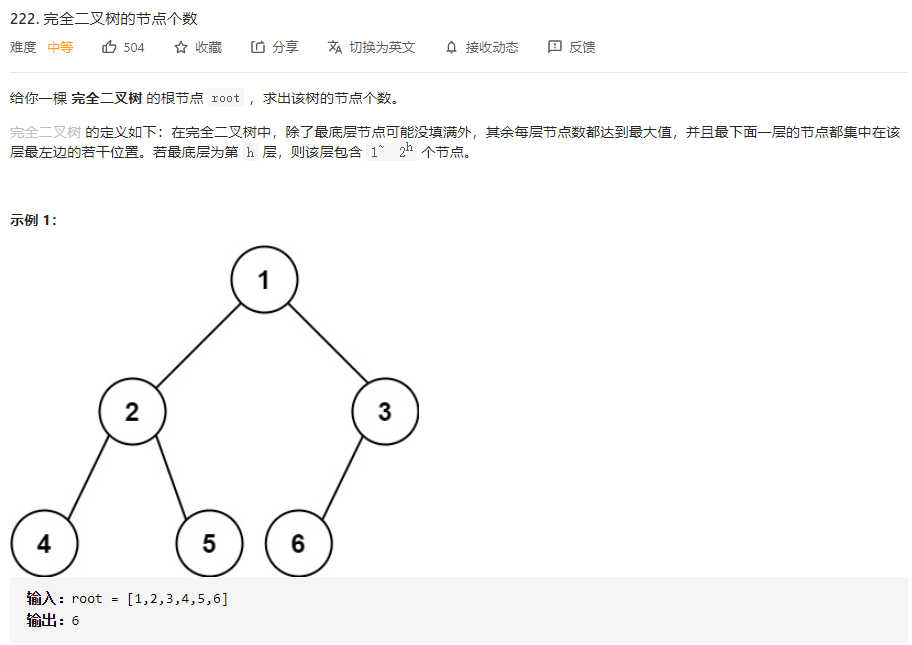 222. 完全二叉树的节点个数
难度 中等 504 收藏 分享 切换为英文 接收动态 反馈
给你一棵 完全二叉树 的根节点 root ，求出该树的节点个数。
完全二叉树 的定义如下：在完全二叉树中，除了最底层节点可能没填满外，其余每层节点数都达到最大值，并且最下面一层的节点都集中在该
层最左边的若干位置。若最底层为第 h 层，则该层包含 1~ 2^h 个节点。
示例 1：
1
2 3
4 5 6
输入：root = [1,2,3,4,5,6]
输出：6